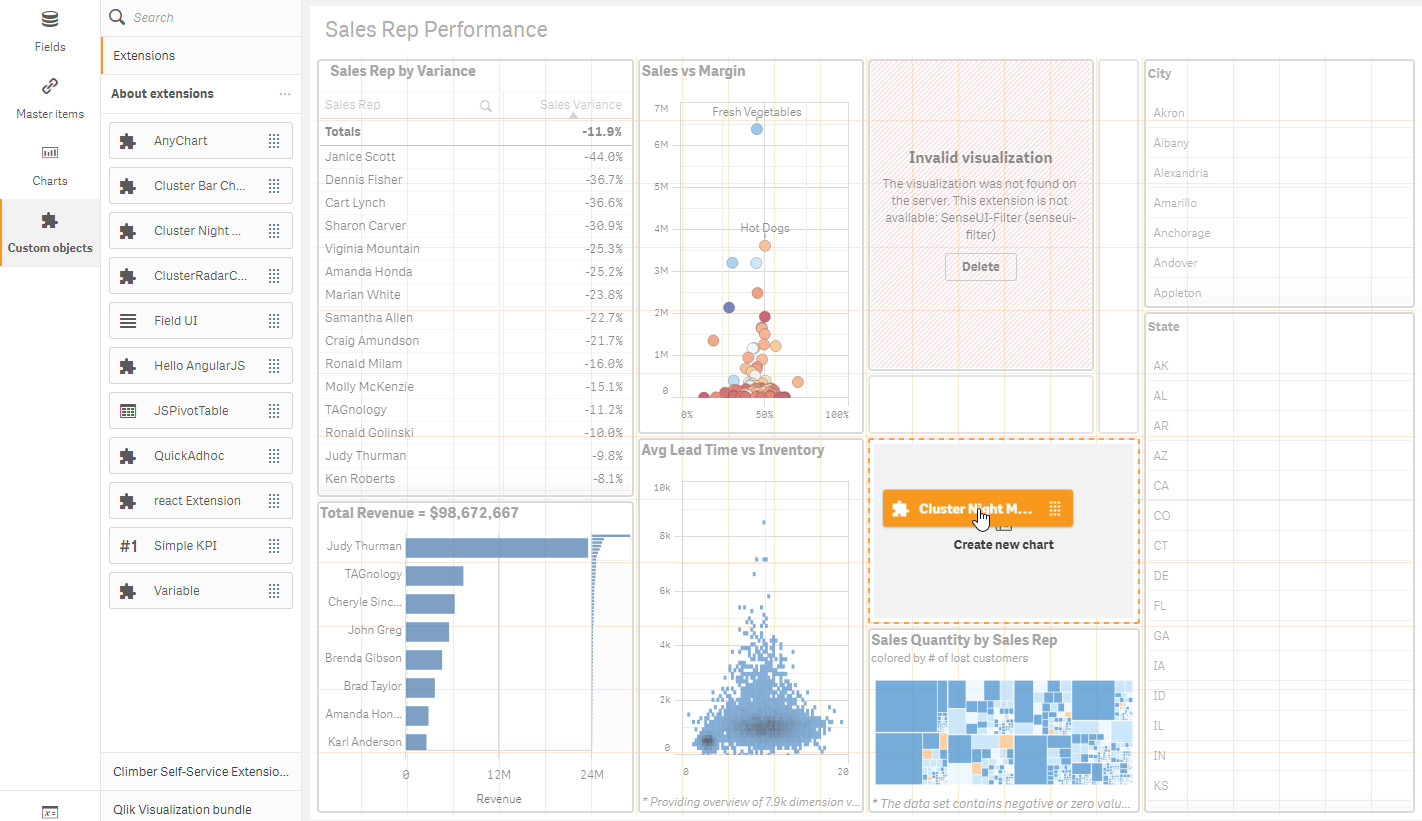 Fields
Master items
Charts
Custom objects
Search
Extensions
About extensions
...
AnyChart
Cluster Bar Ch...
Cluster Night ...
ClusterRadarC...
Field UI
Hello AngularJS
JSPivotTable
QuickAdhoc
react Extension
#1 Simple KPI
Variable
Climber Self-Service Extensio...
Qlik Visualization bundle
Sales Rep Performance
Sales Rep by Variance
Sales Rep Sales Variance
Totals -11.9%
Janice Scott -44.0%
Dennis Fisher -36.7%
Cart Lynch -36.6%
Sharon Carver -30.9%
Viginia Mountain -25.3%
Amanda Honda -25.2%
Marian White -23.8%
Samantha Allen -22.7%
Craig Amundson -21.7%
Ronald Milam -16.0%
Molly McKenzie -15.1%
TAGnology -11.2%
Ronald Golinski -10.0%
Judy Thurman -9.8%
Ken Roberts -8.1%
Total Revenue = $98,672,667
Judy Thurman
TAGnology
Cheryle Sinc...
John Greg
Brenda Gibson
Brad Taylor
Amanda Hon...
Karl Anderson
0 12M 24M
Revenue
Sales vs Margin
7M
6M
5M
4M
3M
2M
1M
0
Fresh Vegetables
Hot Dogs
0% 50% 100%
Avg Lead Time vs Inventory
10k
8k
6k
4k
2k
0
0 20
* Providing overview of 7.9k dimension v...
Invalid visualization
The visualization was not found on
the server. This extension is not
available: SenseUI-Filter (senseui-
filter)
Delete
Cluster Night M...
Create new chart
Sales Quantity by Sales Rep
colored by # of lost customers
* The data set contains negative or zero valu...
City
Akron
Albany
Alexandria
Amarillo
Anchorage
Andover
Appleton
State
AK
AL
AR
AZ
CA
CO
CT
DE
FL
GA
IA
ID
IL
IN
KS